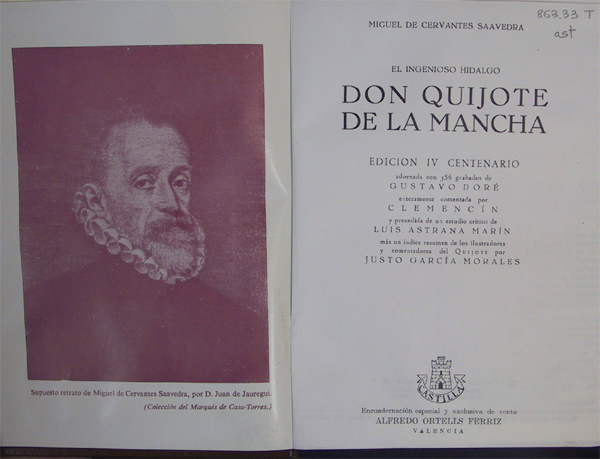 Supuesto retrato de Miguel de Cervantes Saavedra, por D. Juan de Jauregui.
(Colección del Marqués de Casa-Torres.)
863.33 T
ast
MIGUEL DE CERVANTES SAAVEDRA
EL INGENIOSO HIDALGO
DON QUIJOTE
DE LA MANCHA
EDICION IV CENTENARIO
adornada con 356 grabados de
GUSTAVO DORÉ
enteramente comentada por
CLEMENCÍN
y precedida de un estudio crítico de
LUIS ASTRANA MARÍN
más un índice resumen de los ilustradores
y comentadores del Quijote por
JUSTO GARCÍA MORALES
CASTILLA
Encuadernación especial y exclusiva de venta
ALFREDO ORTELLS FERRIZ
VALENCIA